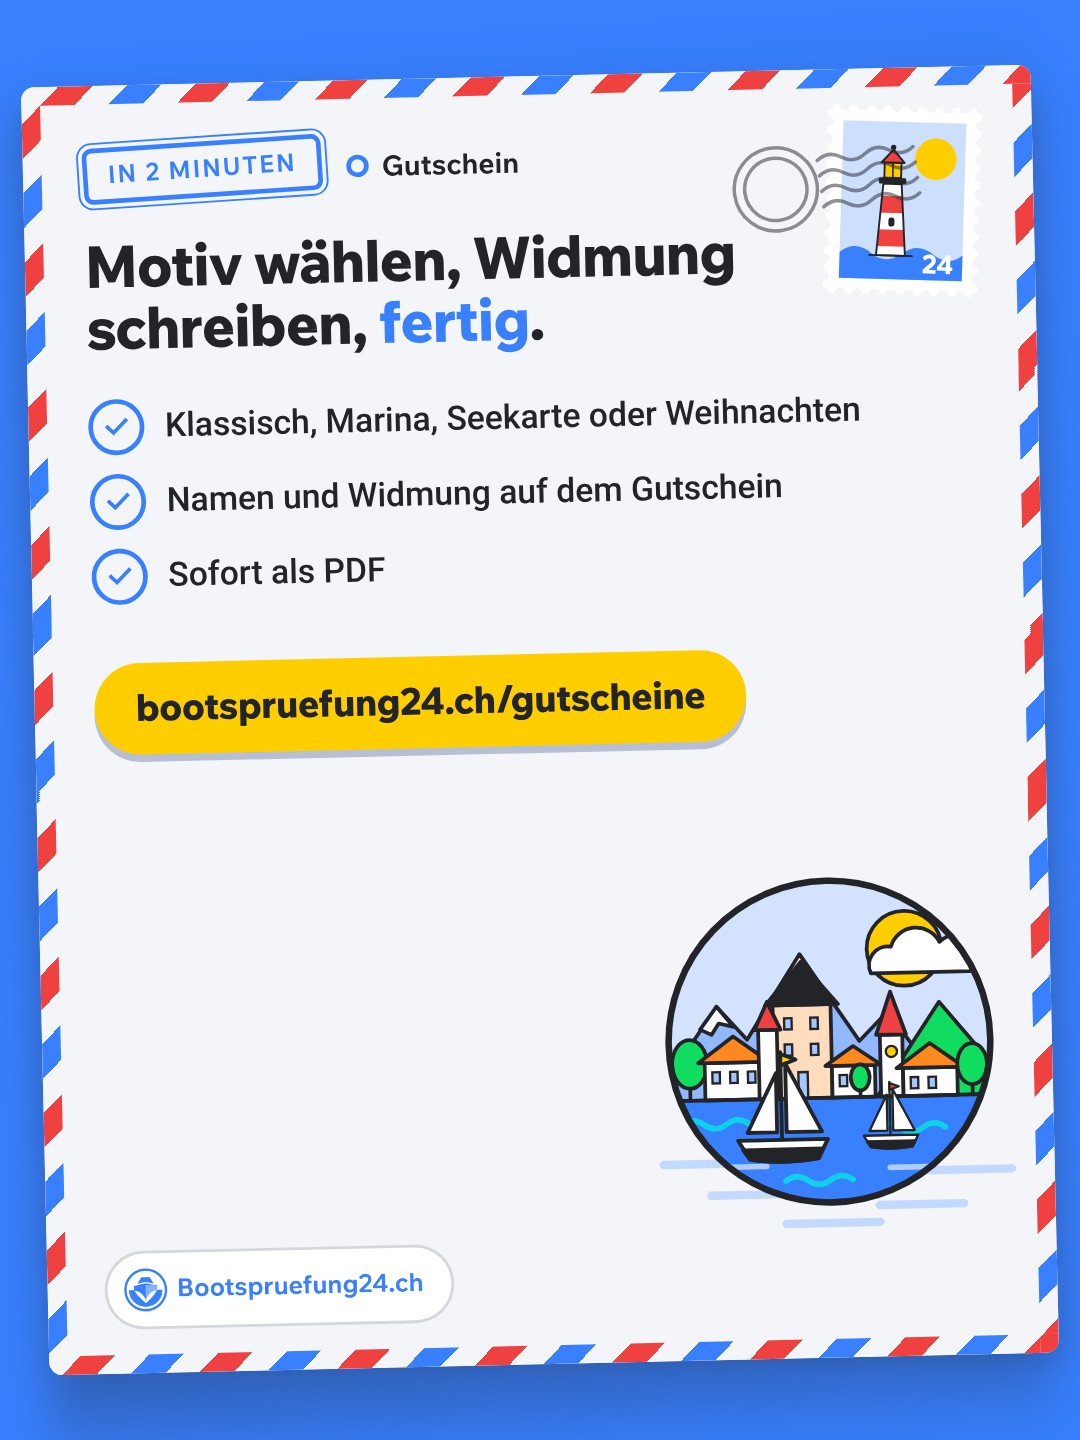 IN 2 MINUTEN
Gutschein
24
Motiv wählen, Widmung
schreiben, fertig.
Klassisch, Marina, Seekarte oder Weihnachten
Namen und Widmung auf dem Gutschein
Sofort als PDF
bootspruefung24.ch/gutscheine
Bootspruefung24.ch